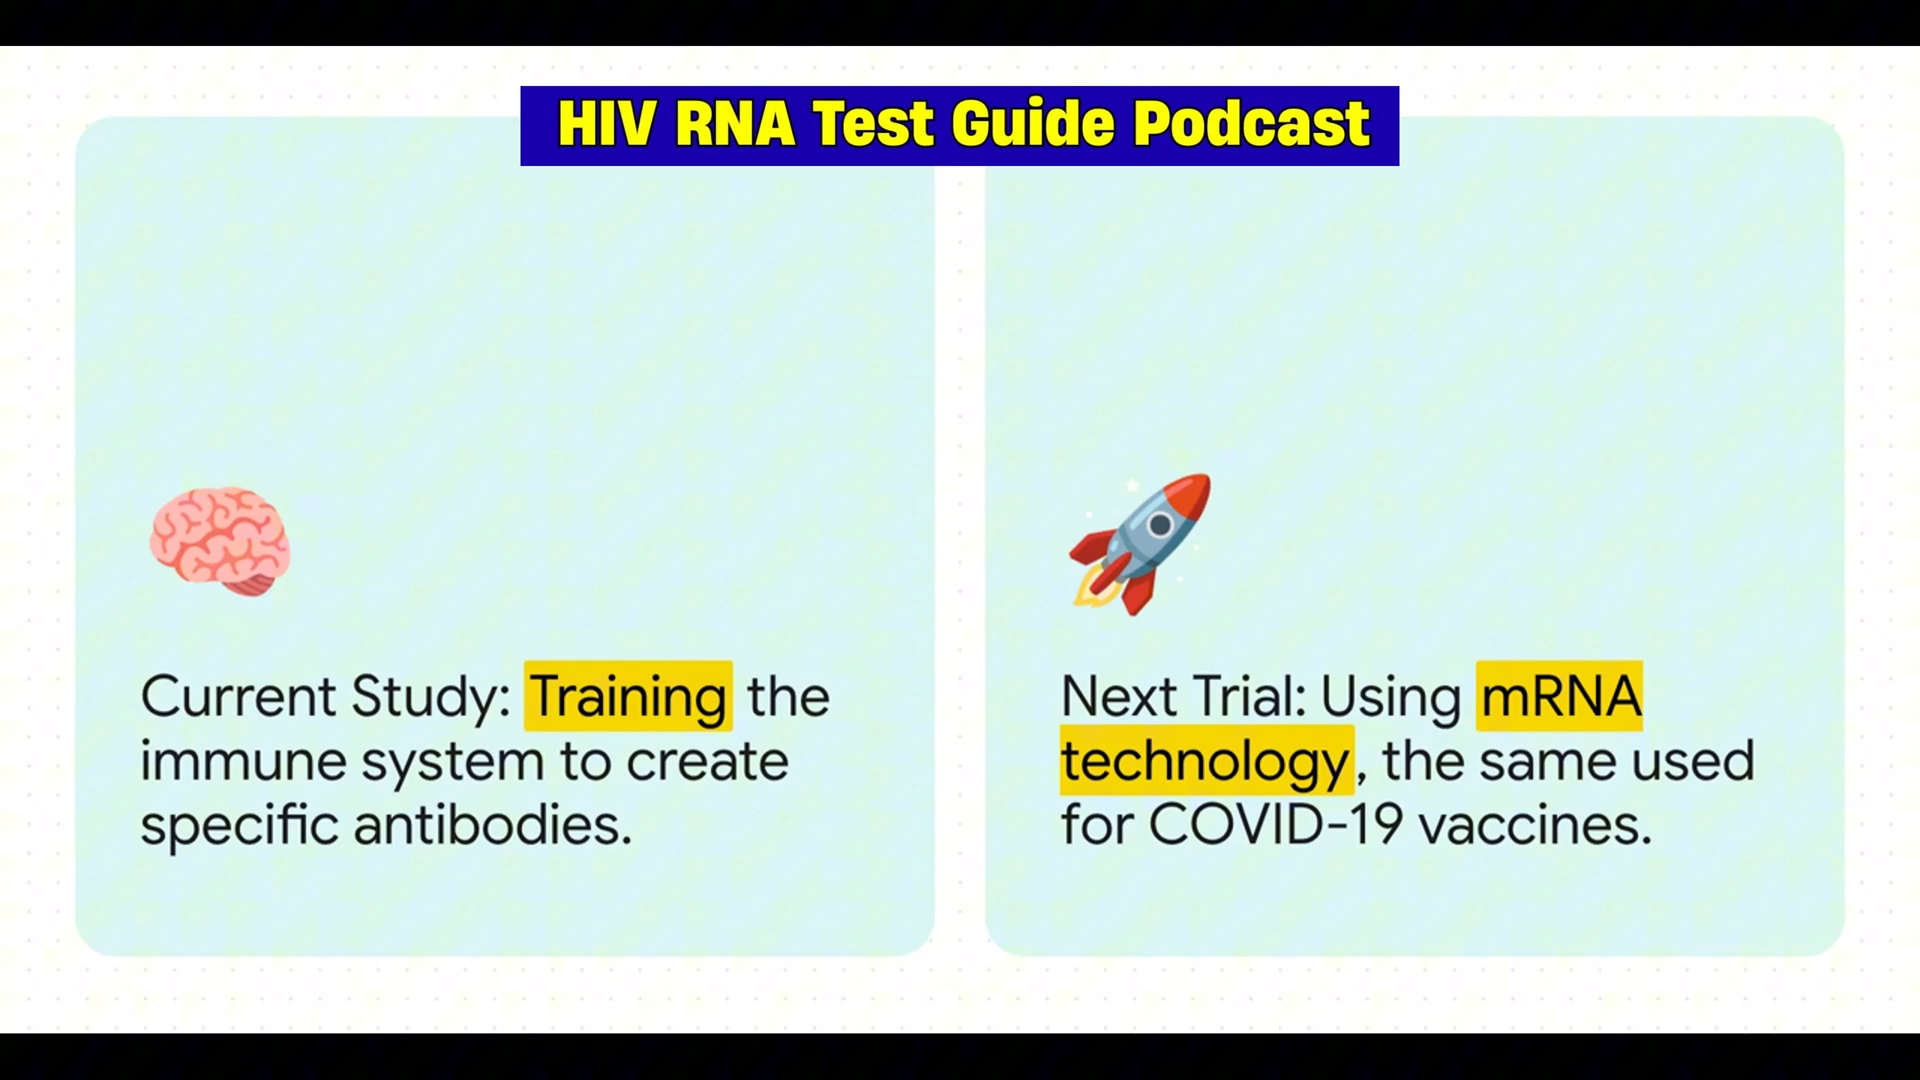 HIV RNA Test Guide Podcast
Current Study: Training the
immune system to create
specific antibodies.
Next Trial: Using mRNA
technology, the same used
for COVID-19 vaccines.